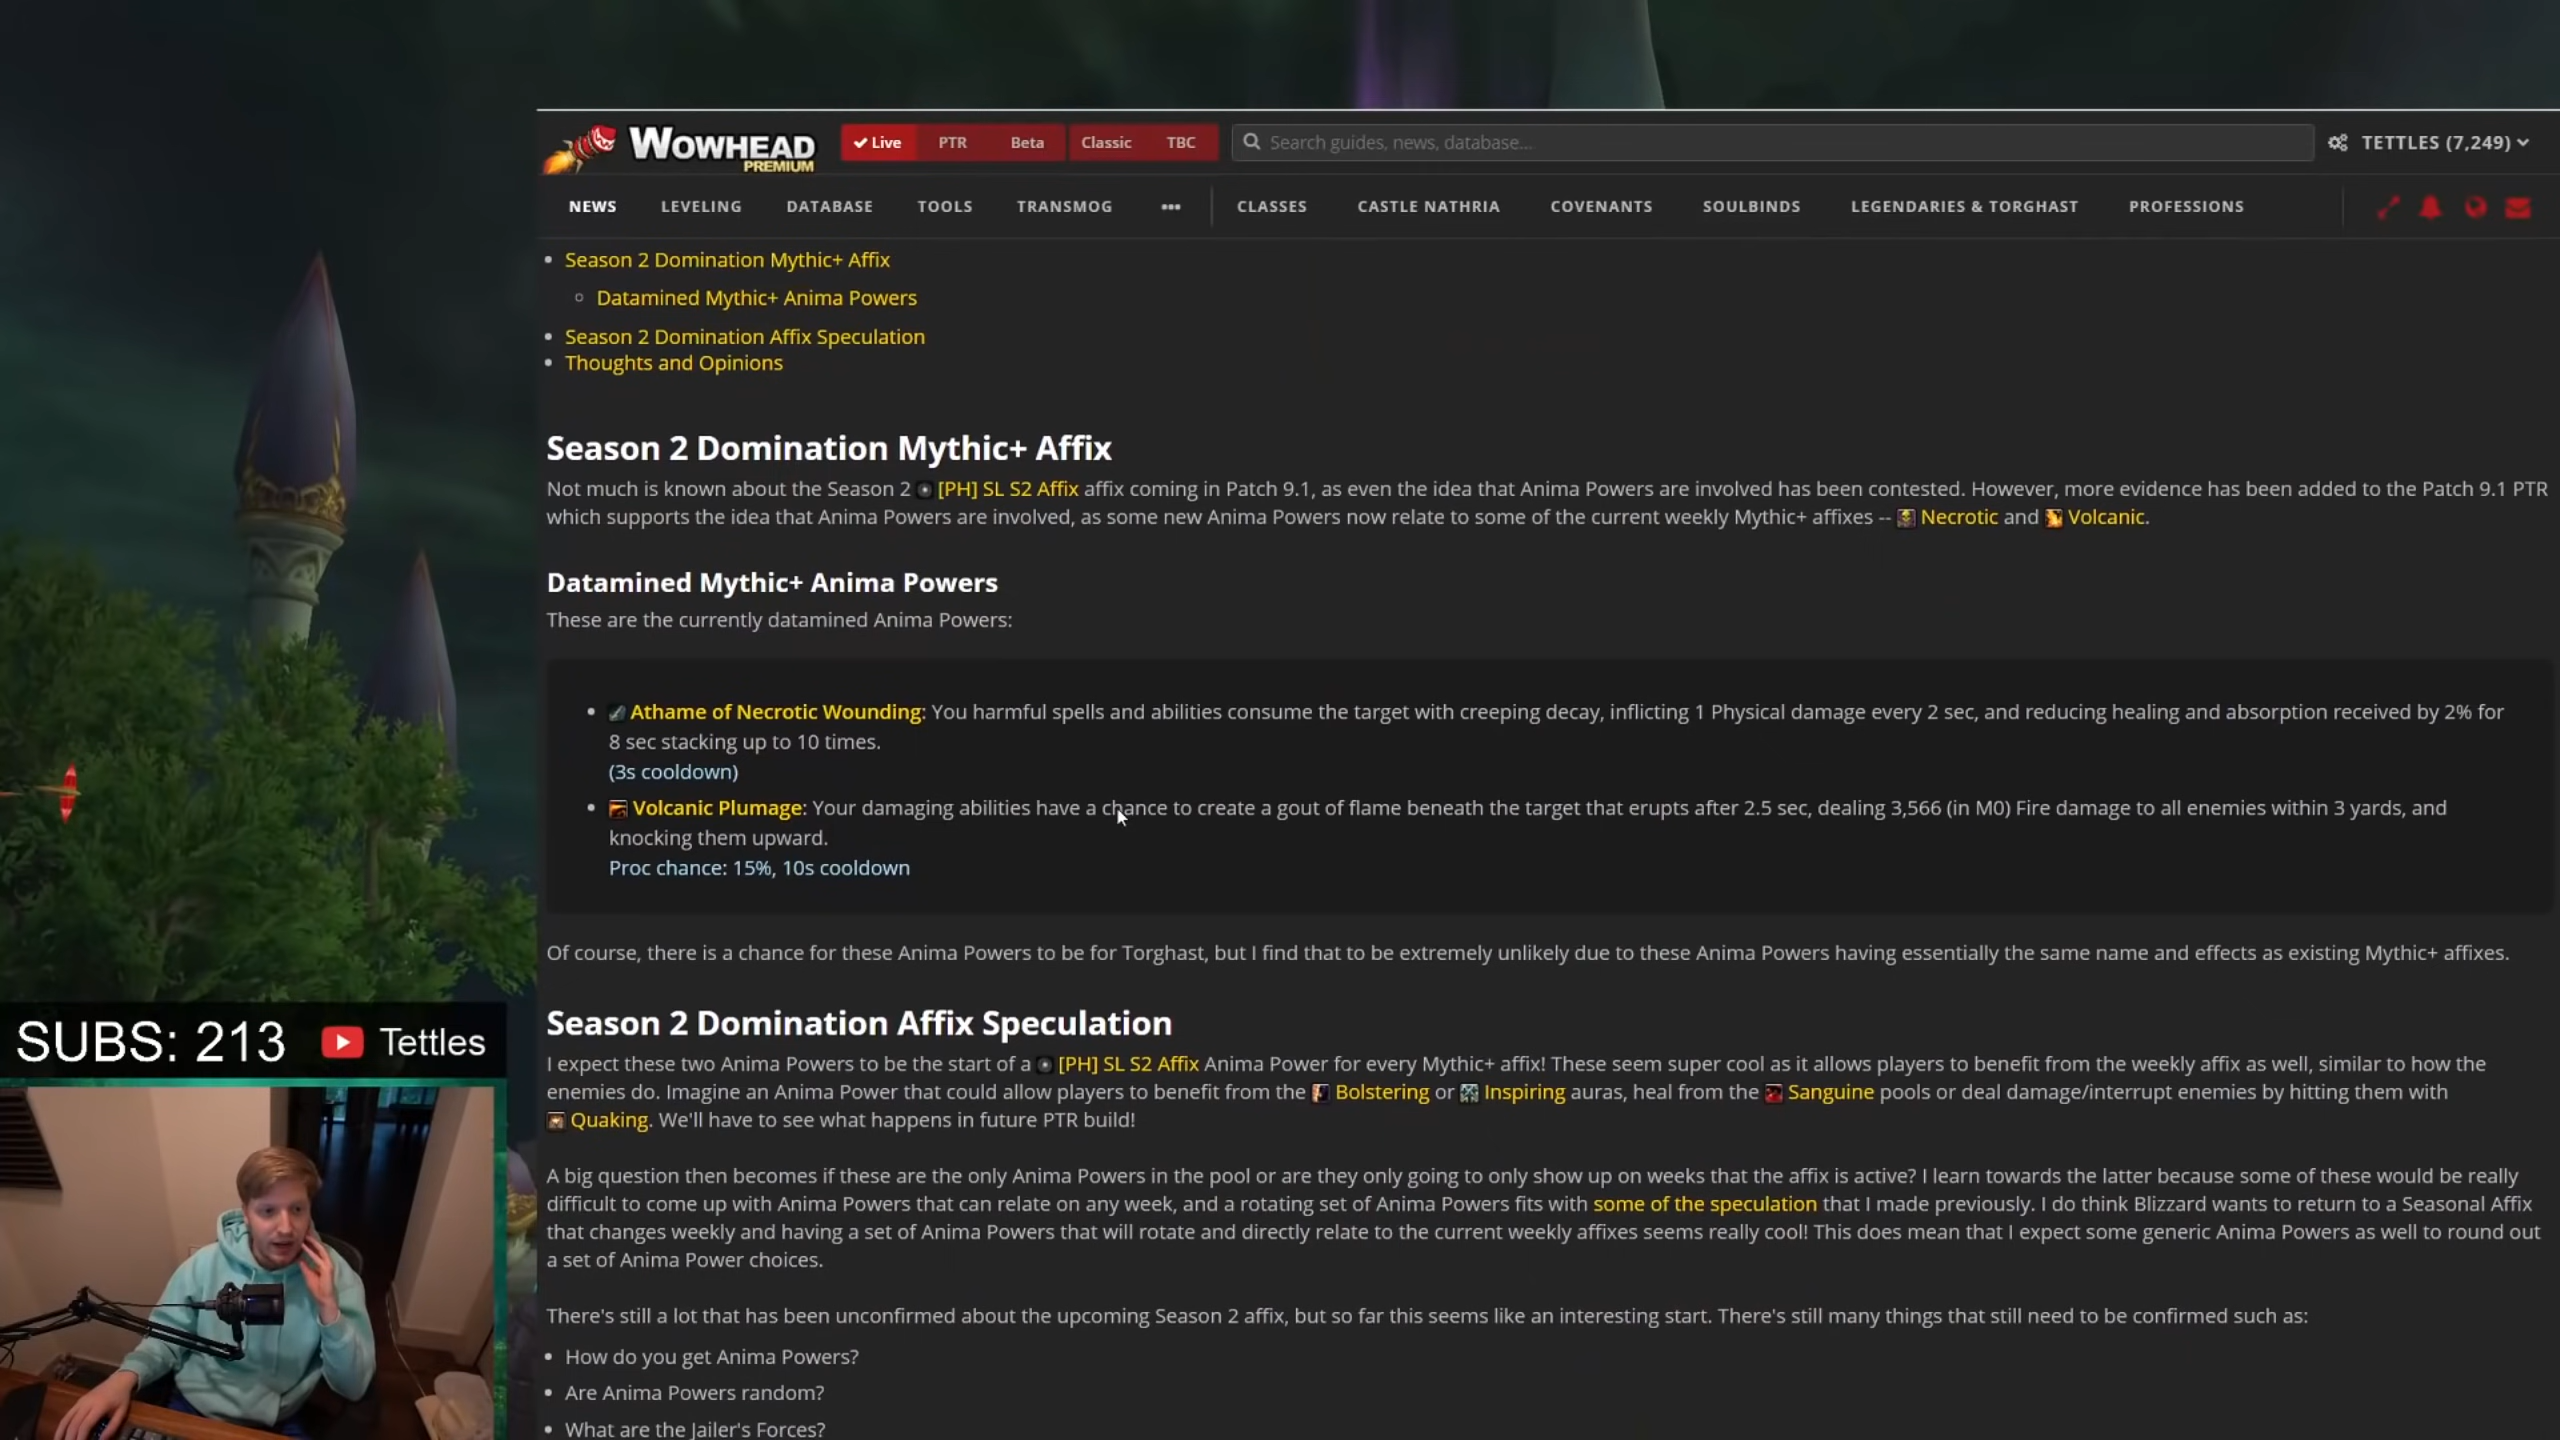 WOWHEAD
PREMIUM
Live PTR Beta Classic TBC
Search guides, news, database...
TETTLES (7,249)
NEWS LEVELING DATABASE TOOLS TRANSMOG ••• CLASSES CASTLE NATHRIA COVENANTS SOULBINDS LEGENDARIES & TORGHAST PROFESSIONS
• Season 2 Domination Mythic+ Affix
Datamined Mythic+ Anima Powers
• Season 2 Domination Affix Speculation
• Thoughts and Opinions
Season 2 Domination Mythic+ Affix
Not much is known about the Season 2 [PH] SL S2 Affix affix coming in Patch 9.1, as even the idea that Anima Powers are involved has been contested. However, more evidence has been added to the Patch 9.1 PTR
which supports the idea that Anima Powers are involved, as some new Anima Powers now relate to some of the current weekly Mythic+ affixes -- Necrotic and Volcanic.
Datamined Mythic+ Anima Powers
These are the currently datamined Anima Powers:
• Athame of Necrotic Wounding: You harmful spells and abilities consume the target with creeping decay, inflicting 1 Physical damage every 2 sec, and reducing healing and absorption received by 2% for
8 sec stacking up to 10 times.
(3s cooldown)
• Volcanic Plumage: Your damaging abilities have a chance to create a gout of flame beneath the target that erupts after 2.5 sec, dealing 3,566 (in M0) Fire damage to all enemies within 3 yards, and
knocking them upward.
Proc chance: 15%, 10s cooldown
Of course, there is a chance for these Anima Powers to be for Torghast, but I find that to be extremely unlikely due to these Anima Powers having essentially the same name and effects as existing Mythic+ affixes.
Season 2 Domination Affix Speculation
I expect these two Anima Powers to be the start of a [PH] SL S2 Affix Anima Power for every Mythic+ affix! These seem super cool as it allows players to benefit from the weekly affix as well, similar to how the
enemies do. Imagine an Anima Power that could allow players to benefit from the Bolstering or Inspiring auras, heal from the Sanguine pools or deal damage/interrupt enemies by hitting them with
Quaking. We'll have to see what happens in future PTR build!
A big question then becomes if these are the only Anima Powers in the pool or are they only going to only show up on weeks that the affix is active? I learn towards the latter because some of these would be really
difficult to come up with Anima Powers that can relate on any week, and a rotating set of Anima Powers fits with some of the speculation that I made previously. I do think Blizzard wants to return to a Seasonal Affix
that changes weekly and having a set of Anima Powers that will rotate and directly relate to the current weekly affixes seems really cool! This does mean that I expect some generic Anima Powers as well to round out
a set of Anima Power choices.
There's still a lot that has been unconfirmed about the upcoming Season 2 affix, but so far this seems like an interesting start. There's still many things that still need to be confirmed such as:
• How do you get Anima Powers?
• Are Anima Powers random?
• What are the Jailer's Forces?
SUBS: 213 Tettles